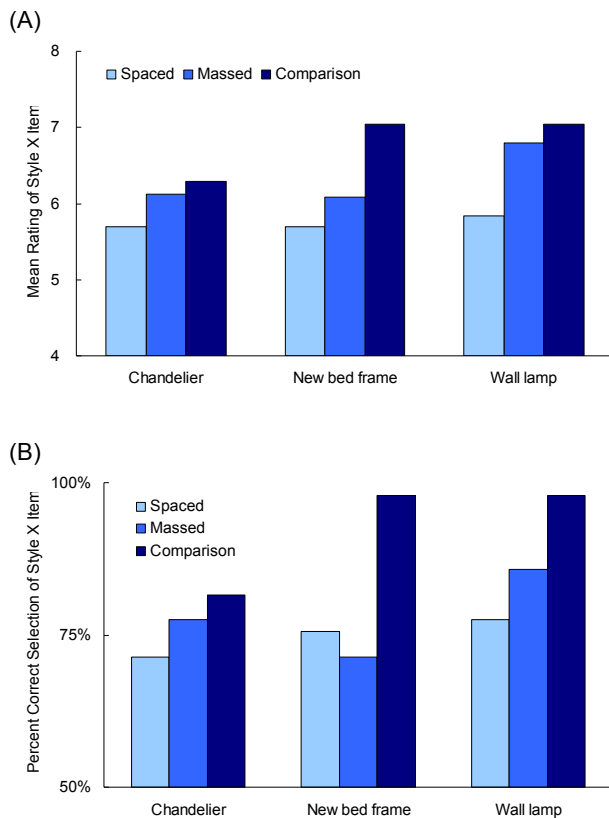 (A)
8
7
6
5
4
Mean Rating of Style X Item
Spaced Massed Comparison
Chandelier New bed frame Wall lamp
(B)
100%
75%
50%
Percent Correct Selection of Style X Item
Spaced
Massed
Comparison
Chandelier New bed frame Wall lamp